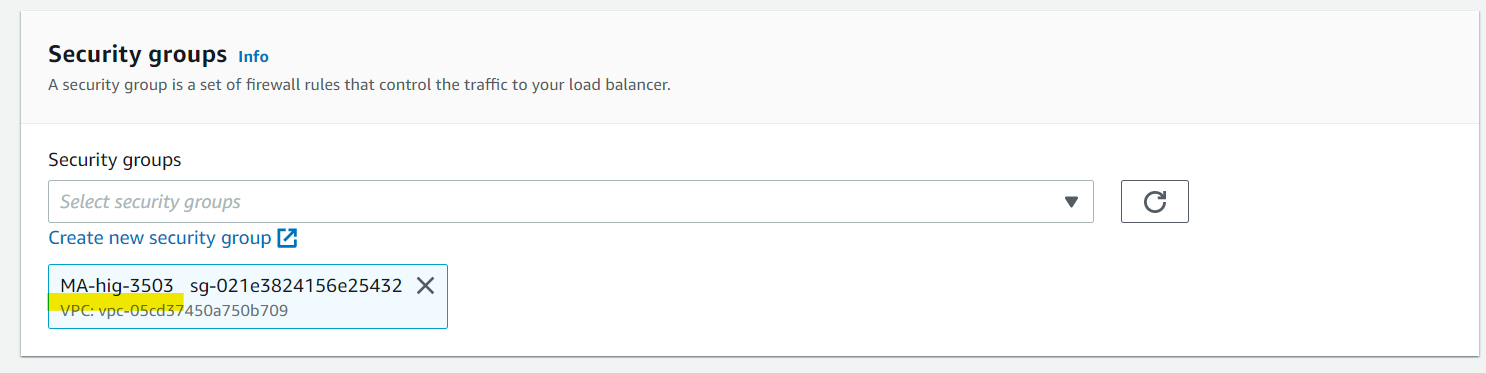 Security groups Info
A security group is a set of firewall rules that control the traffic to your load balancer.
Security groups
Select security groups
Create new security group
MA-hig-3503 sg-021e3824156e25432
VPC: vpc-05cd37450a750b709